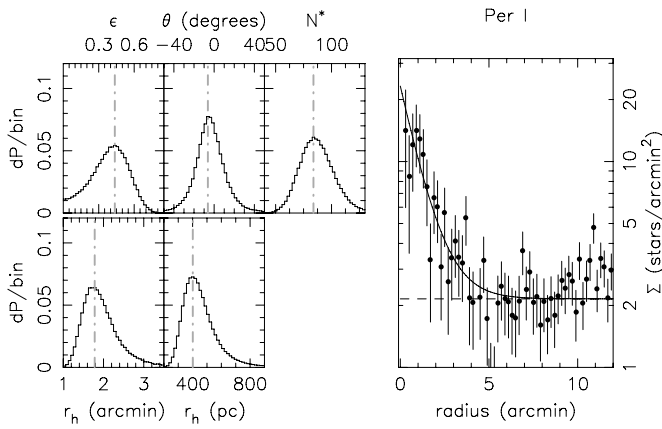 ϵ θ (degrees) N*
0.3 0.6 −40 0 40 50 100
dP/bin
0 0.05 0.1
dP/bin
0 0.05 0.1
1 2 3 400 800
r_h (arcmin) r_h (pc)
Per I
1 2 5 10 20
Σ (stars/arcmin²)
0 5 10
radius (arcmin)